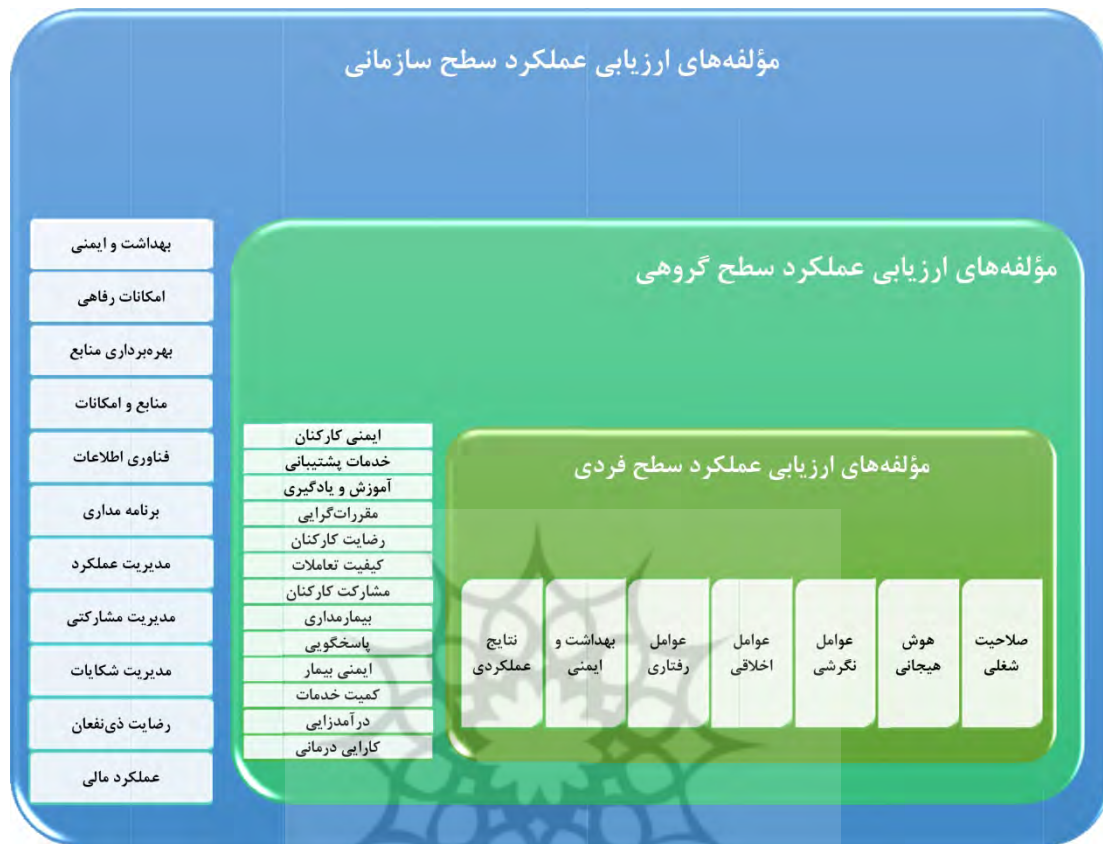 مؤلفه‌های ارزیابی عملکرد سطح سازمانی
بهداشت و ایمنی
امکانات رفاهی
بهره‌برداری منابع
منابع و امکانات
فناوری اطلاعات
برنامه مداری
مدیریت عملکرد
مدیریت مشارکتی
مدیریت شکایات
رضایت ذی‌نفعان
عملکرد مالی
مؤلفه‌های ارزیابی عملکرد سطح گروهی
ایمنی کارکنان
خدمات پشتیبانی
آموزش و یادگیری
مقررات‌گرایی
رضایت کارکنان
کیفیت تعاملات
مشارکت کارکنان
بیمارمداری
پاسخگویی
ایمنی بیمار
کمیت خدمات
درآمدزایی
کارایی درمانی
مؤلفه‌های ارزیابی عملکرد سطح فردی
صلاحیت
شغلی
هوش
هیجانی
عوامل
نگرشی
عوامل
اخلاقی
عوامل
رفتاری
بهداشت و
ایمنی
نتایج
عملکردی